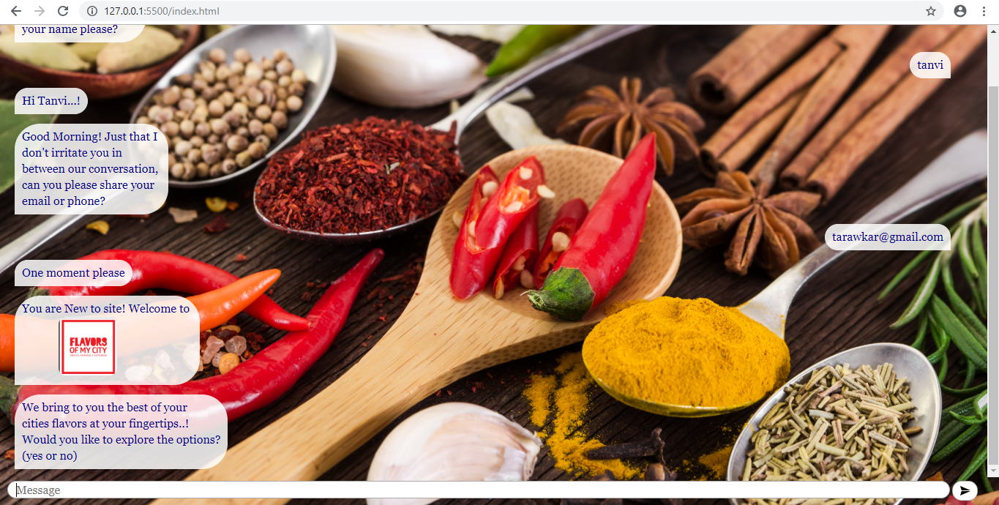 127.0.0.1:5500/index.html
your name please?
tanvi
Hi Tanvi...!
Good Morning! Just that I
don't irritate you in
between our conversation,
can you please share your
email or phone?
tarawkar@gmail.com
One moment please
You are New to site! Welcome to
FLAVORS
OF MY CITY
We bring to you the best of your
cities flavors at your fingertips..!
Would you like to explore the options?
(yes or no)
Message